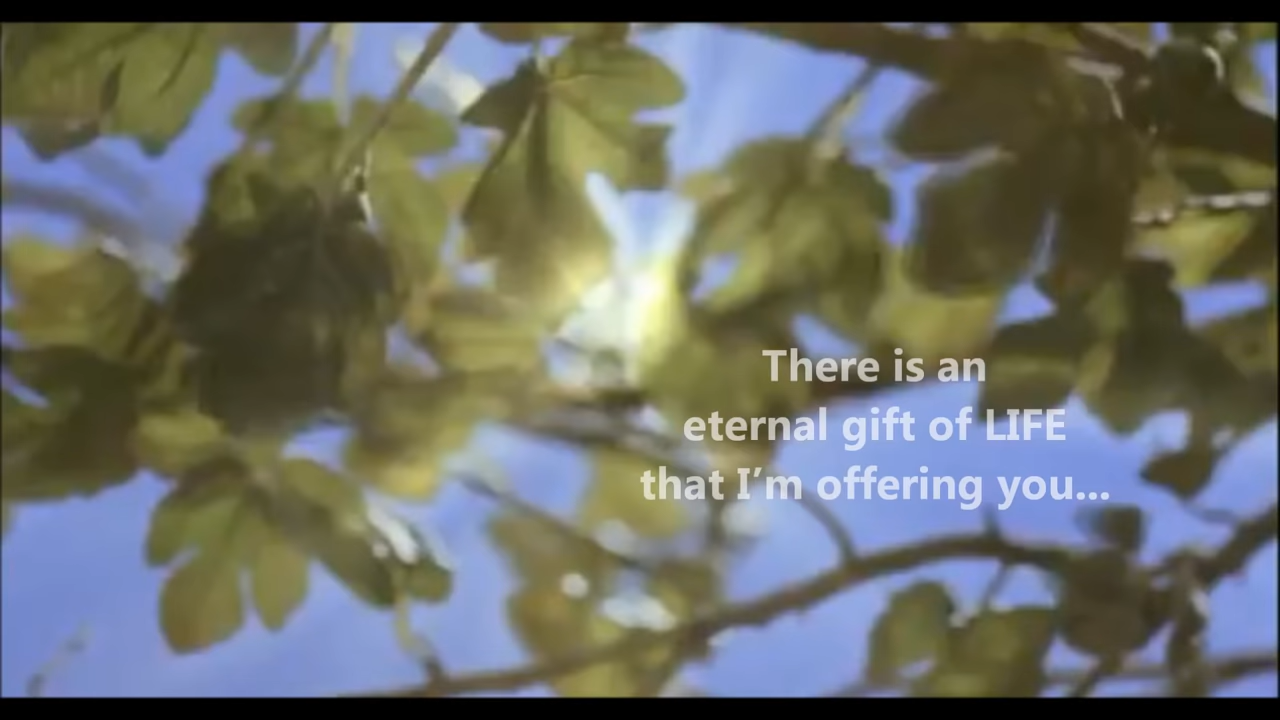 There is an
eternal gift of LIFE
that I’m offering you...